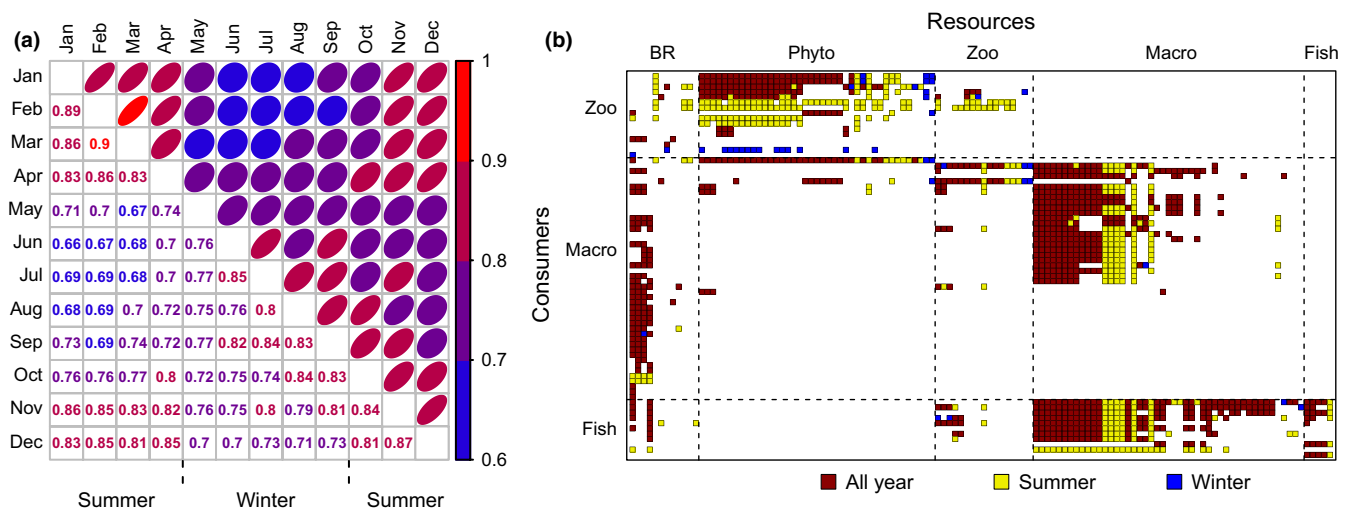 (a)
Jan Feb Mar Apr May Jun Jul Aug Sep Oct Nov Dec
Jan
Feb 0.89
Mar 0.86 0.9
Apr 0.83 0.86 0.83
May 0.71 0.7 0.67 0.74
Jun 0.66 0.67 0.68 0.7 0.76
Jul 0.69 0.69 0.68 0.7 0.77 0.85
Aug 0.68 0.69 0.7 0.72 0.75 0.76 0.8
Sep 0.73 0.69 0.74 0.72 0.77 0.82 0.84 0.83
Oct 0.76 0.76 0.77 0.8 0.72 0.75 0.74 0.84 0.83
Nov 0.86 0.85 0.83 0.82 0.76 0.75 0.8 0.79 0.81 0.84
Dec 0.83 0.85 0.81 0.85 0.7 0.7 0.73 0.71 0.73 0.81 0.87
Summer Winter Summer
1
0.9
0.8
0.7
0.6
(b)
Resources
BR Phyto Zoo Macro Fish
Consumers
Zoo
Macro
Fish
All year Summer Winter